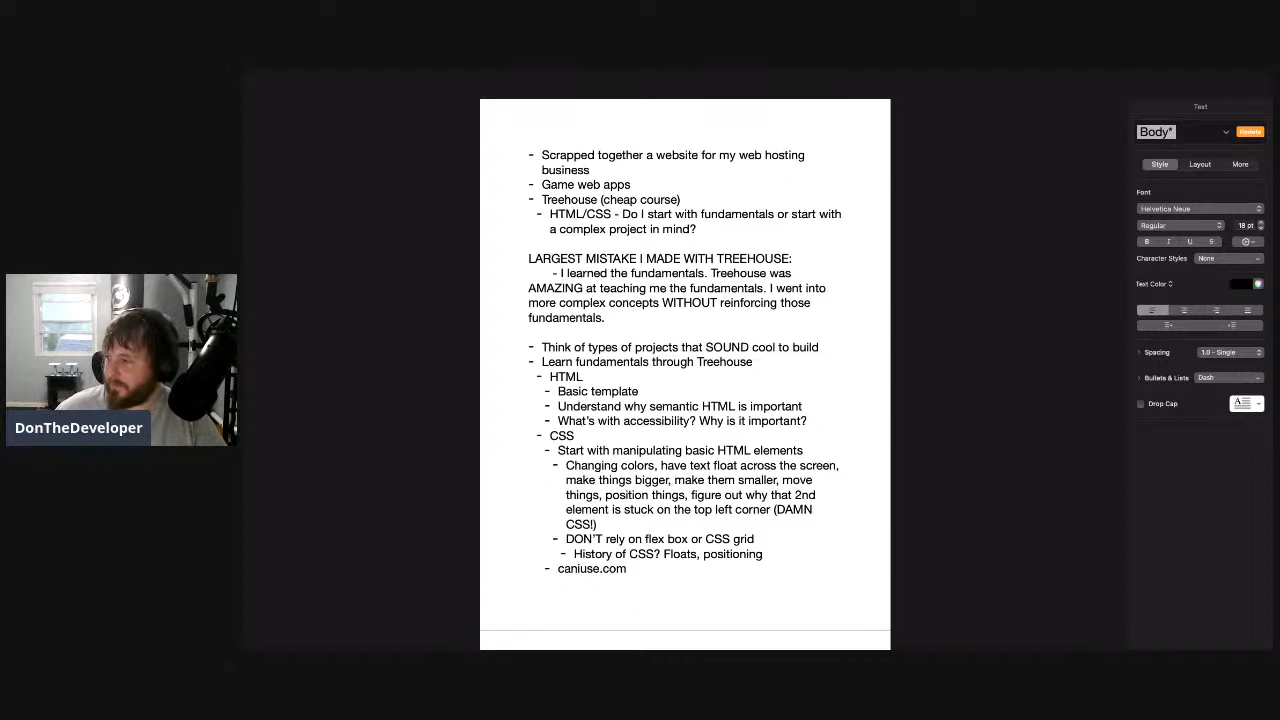 - Scrapped together a website for my web hosting
business
- Game web apps
- Treehouse (cheap course)
- HTML/CSS - Do I start with fundamentals or start with
a complex project in mind?
LARGEST MISTAKE I MADE WITH TREEHOUSE:
- I learned the fundamentals. Treehouse was
AMAZING at teaching me the fundamentals. I went into
more complex concepts WITHOUT reinforcing those
fundamentals.
- Think of types of projects that SOUND cool to build
- Learn fundamentals through Treehouse
- HTML
- Basic template
- Understand why semantic HTML is important
- What's with accessibility? Why is it important?
- CSS
- Start with manipulating basic HTML elements
- Changing colors, have text float across the screen,
make things bigger, make them smaller, move
things, position things, figure out why that 2nd
element is stuck on the top left corner (DAMN
CSS!)
- DON'T rely on flex box or CSS grid
- History of CSS? Floats, positioning
- caniuse.com
DonTheDeveloper
Text
Body*
Update
Style Layout More
Font
Helvetica Neue
Regular 18 pt
B I U S
Character Styles None
Text Color
Spacing 1.0 - Single
Bullets & Lists Dash
Drop Cap